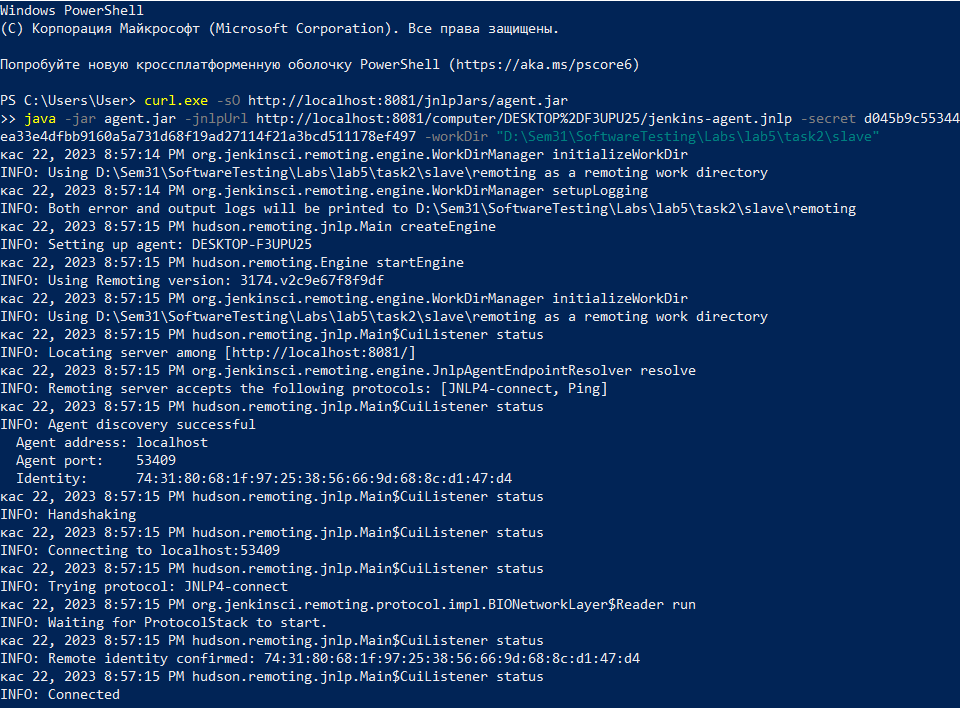 Windows PowerShell
(C) Корпорация Майкрософт (Microsoft Corporation). Все права защищены.
Попробуйте новую кроссплатформенную оболочку PowerShell (https://aka.ms/pscore6)
PS C:\Users\User> curl.exe -sO http://localhost:8081/jnlpJars/agent.jar
>> java -jar agent.jar -jnlpUrl http://localhost:8081/computer/DESKTOP%2DF3UPU25/jenkins-agent.jnlp -secret d045b9c55344
ea33e4dfbb9160a5a731d68f19ad27114f21a3bcd511178ef497 -workDir "D:\Sem31\SoftwareTesting\Labs\lab5\task2\slave"
кас 22, 2023 8:57:14 PM org.jenkinsci.remoting.engine.WorkDirManager initializeWorkDir
INFO: Using D:\Sem31\SoftwareTesting\Labs\lab5\task2\slave\remoting as a remoting work directory
кас 22, 2023 8:57:14 PM org.jenkinsci.remoting.engine.WorkDirManager setupLogging
INFO: Both error and output logs will be printed to D:\Sem31\SoftwareTesting\Labs\lab5\task2\slave\remoting
кас 22, 2023 8:57:15 PM hudson.remoting.jnlp.Main createEngine
INFO: Setting up agent: DESKTOP-F3UPU25
кас 22, 2023 8:57:15 PM hudson.remoting.Engine startEngine
INFO: Using Remoting version: 3174.v2c9e67f8f9df
кас 22, 2023 8:57:15 PM org.jenkinsci.remoting.engine.WorkDirManager initializeWorkDir
INFO: Using D:\Sem31\SoftwareTesting\Labs\lab5\task2\slave\remoting as a remoting work directory
кас 22, 2023 8:57:15 PM hudson.remoting.jnlp.Main$CuiListener status
INFO: Locating server among [http://localhost:8081/]
кас 22, 2023 8:57:15 PM org.jenkinsci.remoting.engine.JnlpAgentEndpointResolver resolve
INFO: Remoting server accepts the following protocols: [JNLP4-connect, Ping]
кас 22, 2023 8:57:15 PM hudson.remoting.jnlp.Main$CuiListener status
INFO: Agent discovery successful
  Agent address: localhost
  Agent port:    53409
  Identity:      74:31:80:68:1f:97:25:38:56:66:9d:68:8c:d1:47:d4
кас 22, 2023 8:57:15 PM hudson.remoting.jnlp.Main$CuiListener status
INFO: Handshaking
кас 22, 2023 8:57:15 PM hudson.remoting.jnlp.Main$CuiListener status
INFO: Connecting to localhost:53409
кас 22, 2023 8:57:15 PM hudson.remoting.jnlp.Main$CuiListener status
INFO: Trying protocol: JNLP4-connect
кас 22, 2023 8:57:15 PM org.jenkinsci.remoting.protocol.impl.BIONetworkLayer$Reader run
INFO: Waiting for ProtocolStack to start.
кас 22, 2023 8:57:15 PM hudson.remoting.jnlp.Main$CuiListener status
INFO: Remote identity confirmed: 74:31:80:68:1f:97:25:38:56:66:9d:68:8c:d1:47:d4
кас 22, 2023 8:57:15 PM hudson.remoting.jnlp.Main$CuiListener status
INFO: Connected